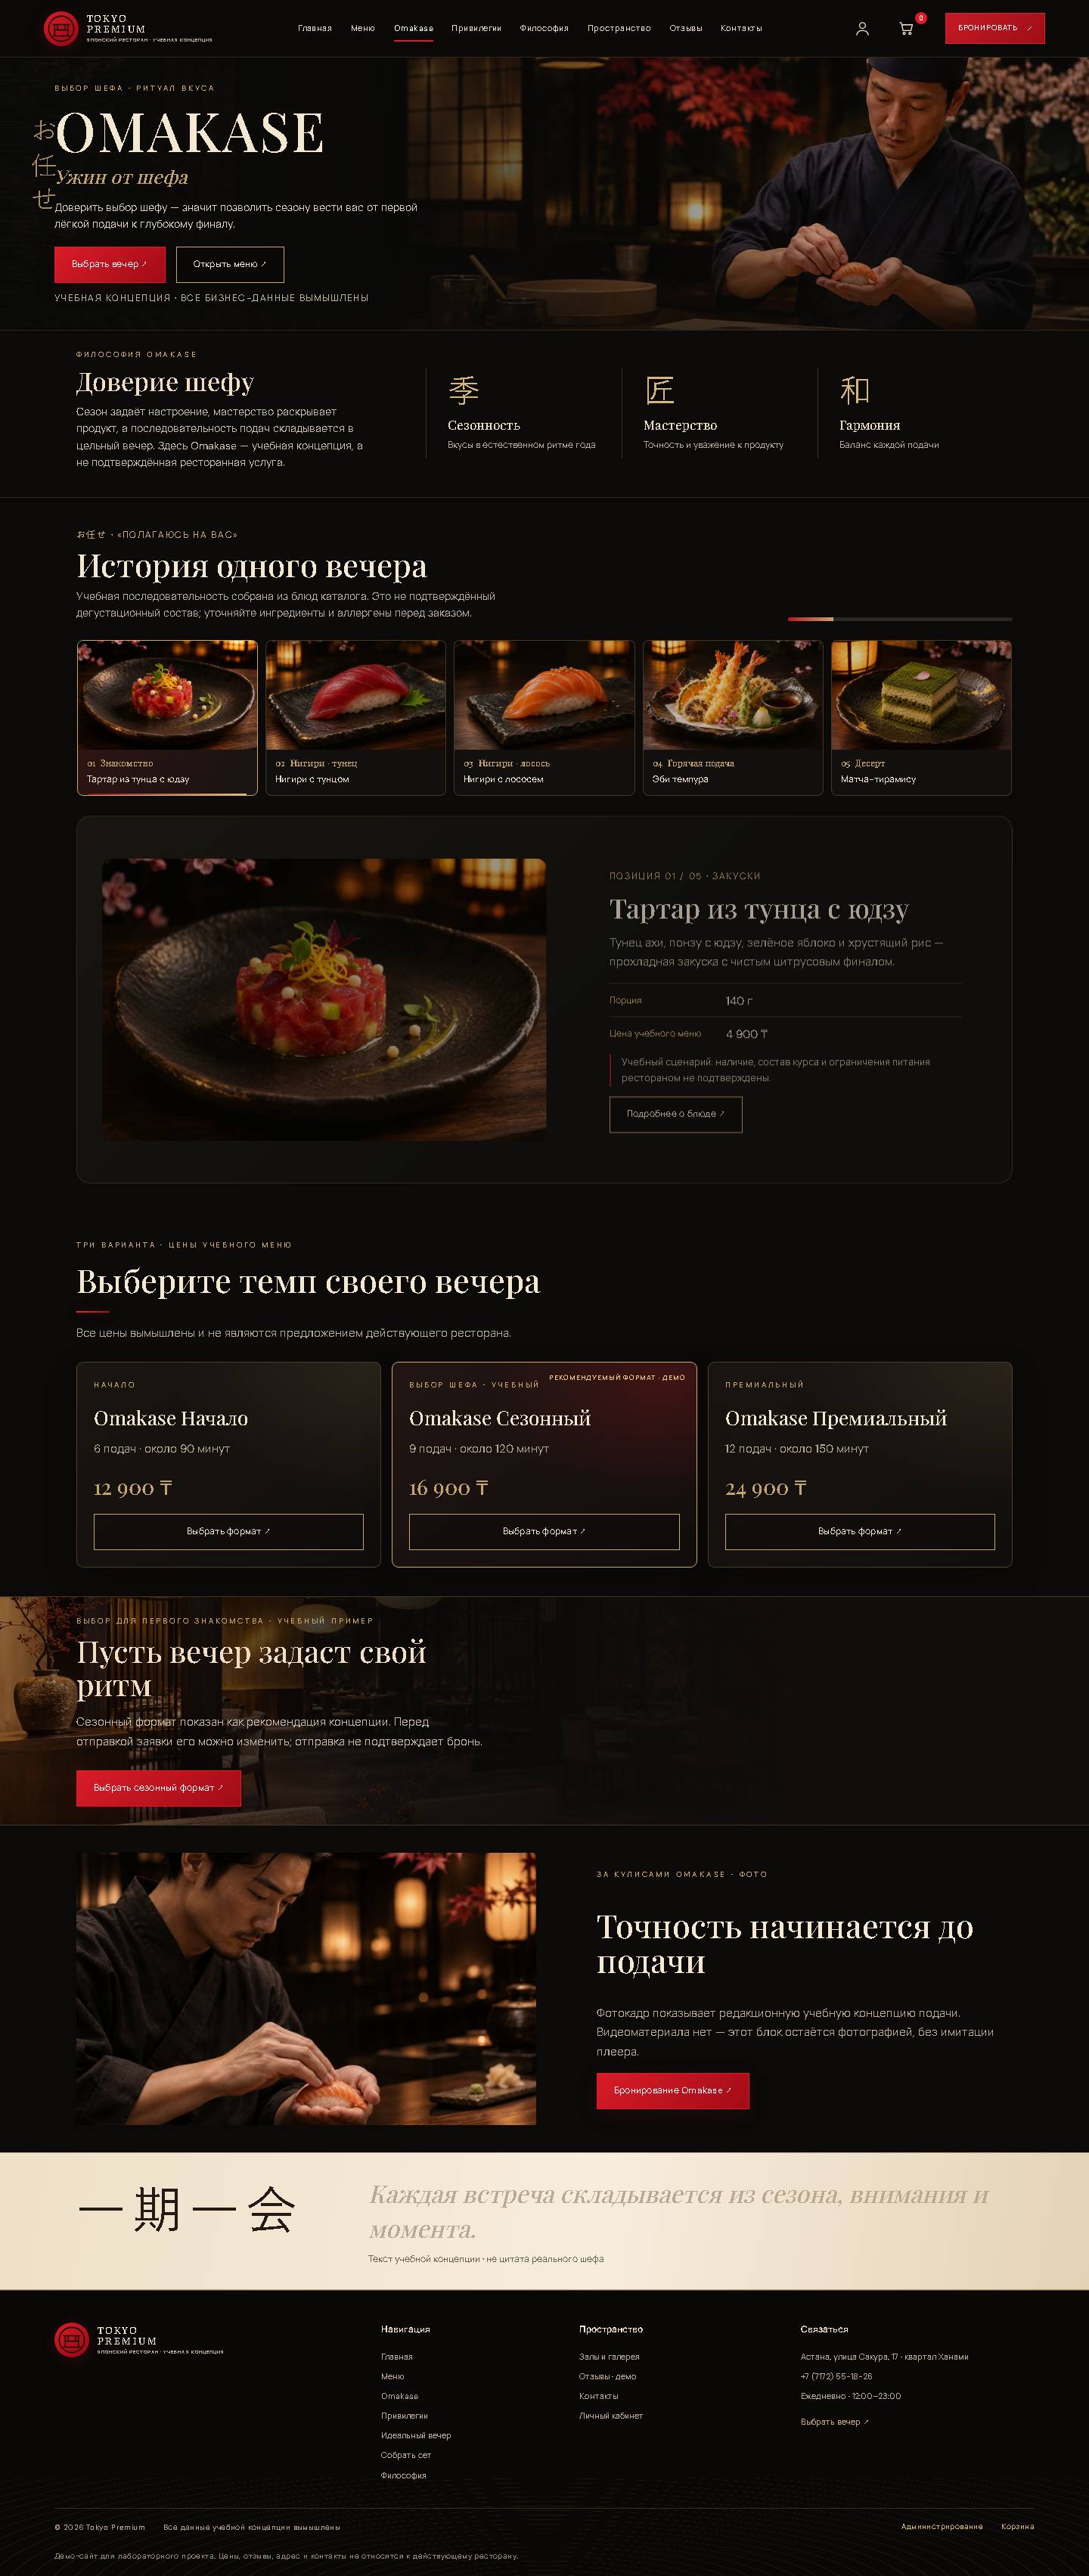 TOKYO
PREMIUM
ЯПОНСКИЙ РЕСТОРАН · УЧЕБНАЯ КОНЦЕПЦИЯ
Главная Меню Omakase Привилегии Философия Пространство Отзывы Контакты
0
БРОНИРОВАТЬ ↗
ВЫБОР ШЕФА · РИТУАЛ ВКУСА
お任せ
OMAKASE
Ужин от шефа
Доверить выбор шефу — значит позволить сезону вести вас от первой
лёгкой подачи к глубокому финалу.
Выбрать вечер ↗ Открыть меню ↗
УЧЕБНАЯ КОНЦЕПЦИЯ · ВСЕ БИЗНЕС-ДАННЫЕ ВЫМЫШЛЕНЫ
ФИЛОСОФИЯ OMAKASE
Доверие шефу
Сезон задаёт настроение, мастерство раскрывает
продукт, а последовательность подач складывается в
цельный вечер. Здесь Omakase — учебная концепция, а
не подтверждённая ресторанная услуга.
季
Сезонность
Вкусы в естественном ритме года
匠
Мастерство
Точность и уважение к продукту
和
Гармония
Баланс каждой подачи
お任せ · «ПОЛАГАЮСЬ НА ВАС»
История одного вечера
Учебная последовательность собрана из блюд каталога. Это не подтверждённый
дегустационный состав; уточняйте ингредиенты и аллергены перед заказом.
01 Знакомство
Тартар из тунца с юдзу
02 Нигири · тунец
Нигири с тунцом
03 Нигири · лосось
Нигири с лососем
04 Горячая подача
Эби темпура
05 Десерт
Матча-тирамису
ПОЗИЦИЯ 01 / 05 · ЗАКУСКИ
Тартар из тунца с юдзу
Тунец ахи, понзу с юдзу, зелёное яблоко и хрустящий рис —
прохладная закуска с чистым цитрусовым финалом.
Порция 140 г
Цена учебного меню 4 900 ₸
Учебный сценарий: наличие, состав курса и ограничения питания
рестораном не подтверждены.
Подробнее о блюде ↗
ТРИ ВАРИАНТА · ЦЕНЫ УЧЕБНОГО МЕНЮ
Выберите темп своего вечера
Все цены вымышлены и не являются предложением действующего ресторана.
НАЧАЛО
Omakase Начало
6 подач · около 90 минут
12 900 ₸
Выбрать формат ↗
РЕКОМЕНДУЕМЫЙ ФОРМАТ · ДЕМО
ВЫБОР ШЕФА · УЧЕБНЫЙ
Omakase Сезонный
9 подач · около 120 минут
16 900 ₸
Выбрать формат ↗
ПРЕМИАЛЬНЫЙ
Omakase Премиальный
12 подач · около 150 минут
24 900 ₸
Выбрать формат ↗
ВЫБОР ДЛЯ ПЕРВОГО ЗНАКОМСТВА · УЧЕБНЫЙ ПРИМЕР
Пусть вечер задаст свой
ритм
Сезонный формат показан как рекомендация концепции. Перед
отправкой заявки его можно изменить; отправка не подтверждает бронь.
Выбрать сезонный формат ↗
ЗА КУЛИСАМИ OMAKASE · ФОТО
Точность начинается до
подачи
Фотокадр показывает редакционную учебную концепцию подачи.
Видеоматериала нет — этот блок остаётся фотографией, без имитации
плеера.
Бронирование Omakase ↗
一期一会
Каждая встреча складывается из сезона, внимания и
момента.
Текст учебной концепции · не цитата реального шефа
TOKYO
PREMIUM
ЯПОНСКИЙ РЕСТОРАН · УЧЕБНАЯ КОНЦЕПЦИЯ
Навигация
Главная
Меню
Omakase
Привилегии
Идеальный вечер
Собрать сет
Философия
Пространство
Залы и галерея
Отзывы · демо
Контакты
Личный кабинет
Связаться
Астана, улица Сакура, 17 · квартал Ханами
+7 (7172) 55-18-26
Ежедневно · 12:00–23:00
Выбрать вечер ↗
© 2026 Tokyo Premium Все данные учебной концепции вымышлены
Администрирование Корзина
Демо-сайт для лабораторного проекта. Цены, отзывы, адрес и контакты не относятся к действующему ресторану.